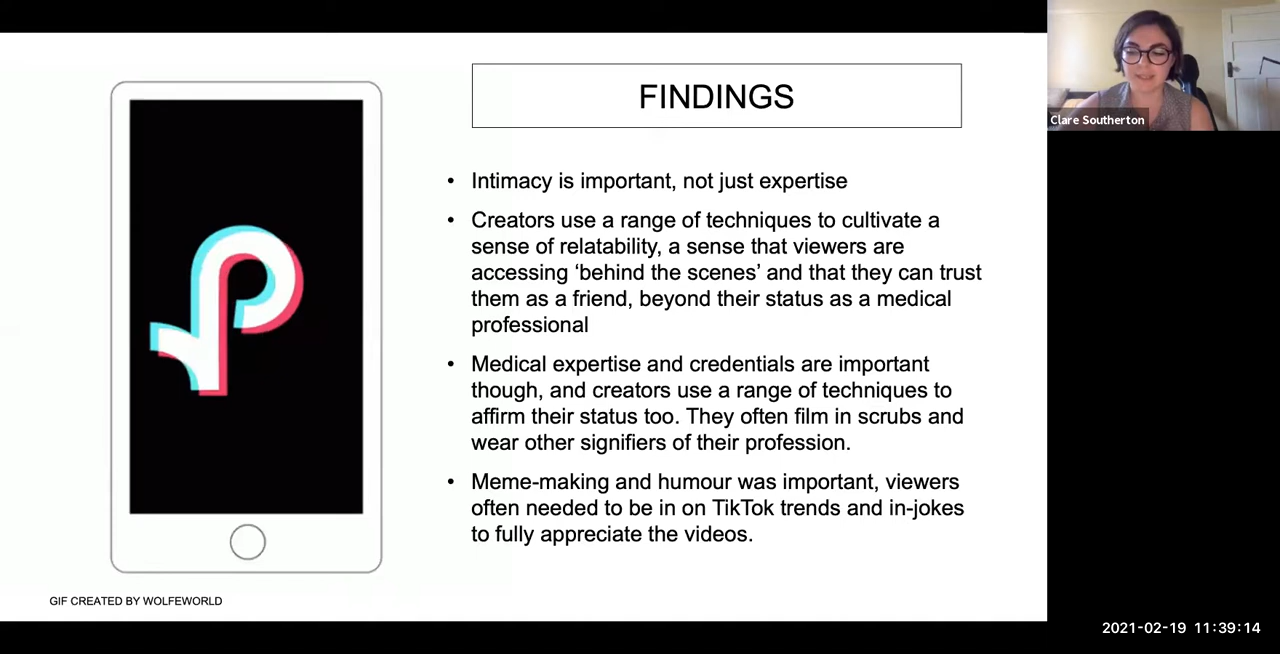 FINDINGS
• Intimacy is important, not just expertise
• Creators use a range of techniques to cultivate a
sense of relatability, a sense that viewers are
accessing ‘behind the scenes’ and that they can trust
them as a friend, beyond their status as a medical
professional
• Medical expertise and credentials are important
though, and creators use a range of techniques to
affirm their status too. They often film in scrubs and
wear other signifiers of their profession.
• Meme-making and humour was important, viewers
often needed to be in on TikTok trends and in-jokes
to fully appreciate the videos.
GIF CREATED BY WOLFEWORLD
Clare Southerton
2021-02-19 11:39:14